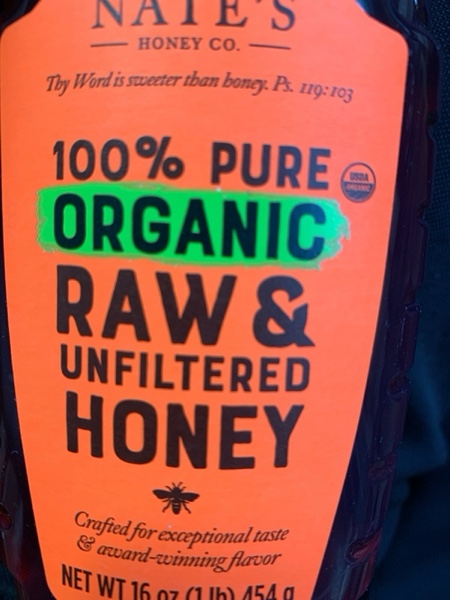 NATE'S
HONEY CO.
Thy Word is sweeter than honey. Ps. 119:103
100% PURE
USDA
ORGANIC
ORGANIC
RAW &
UNFILTERED
HONEY
Crafted for exceptional taste
& award-winning flavor
NET WT 16 oz (1 lb) 454 g